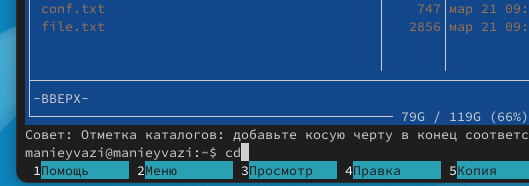 conf.txt 747 мар 21 09:
file.txt 2856 мар 21 09:
-ВВЕРХ-
79G / 119G (66%)
Совет: Отметка каталогов: добавьте косую черту в конец соответс
manieyvazi@manieyvazi:~$ cd
1Помощь 2Меню 3Просмотр 4Правка 5Копия